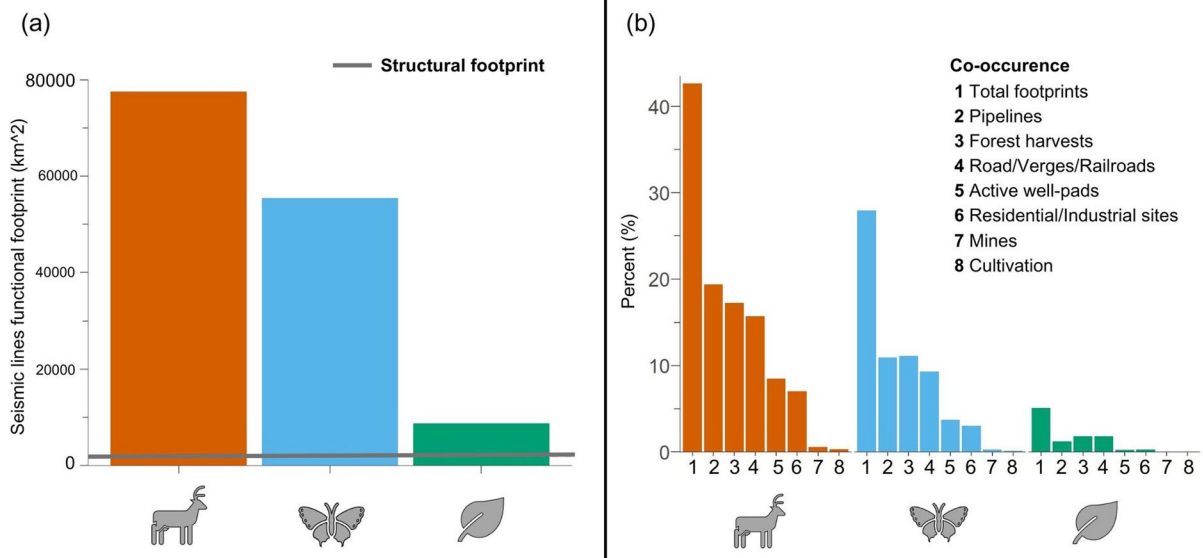 (a)
Structural footprint
Seismic lines functional footprint (km^2)
80000
60000
40000
20000
0
(b)
Co-occurence
1 Total footprints
2 Pipelines
3 Forest harvests
4 Road/Verges/Railroads
5 Active well-pads
6 Residential/Industrial sites
7 Mines
8 Cultivation
Percent (%)
40
30
20
10
0
1 2 3 4 5 6 7 8 1 2 3 4 5 6 7 8 1 2 3 4 5 6 7 8